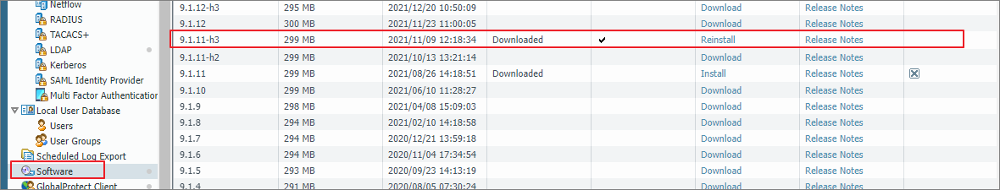 Netflow
RADIUS
TACACS+
LDAP
Kerberos
SAML Identity Provider
Multi Factor Authentication
Local User Database
Users
User Groups
Scheduled Log Export
Software
GlobalProtect Client
9.1.12-h3 295 MB 2021/12/20 10:50:09 Download Release Notes
9.1.12 300 MB 2021/11/23 11:00:05 Download Release Notes
9.1.11-h3 299 MB 2021/11/09 12:18:34 Downloaded ✔ Reinstall Release Notes
9.1.11-h2 299 MB 2021/10/13 13:21:14 Download Release Notes
9.1.11 299 MB 2021/08/26 14:18:51 Downloaded Install Release Notes
9.1.10 299 MB 2021/06/10 11:28:27 Download Release Notes
9.1.9 298 MB 2021/04/08 15:09:03 Download Release Notes
9.1.8 294 MB 2021/02/10 14:18:58 Download Release Notes
9.1.7 294 MB 2020/12/21 13:59:18 Download Release Notes
9.1.6 294 MB 2020/11/04 17:34:54 Download Release Notes
9.1.5 293 MB 2020/09/23 14:13:19 Download Release Notes
9.1.4 291 MB 2020/08/05 07:30:24 Download Release Notes